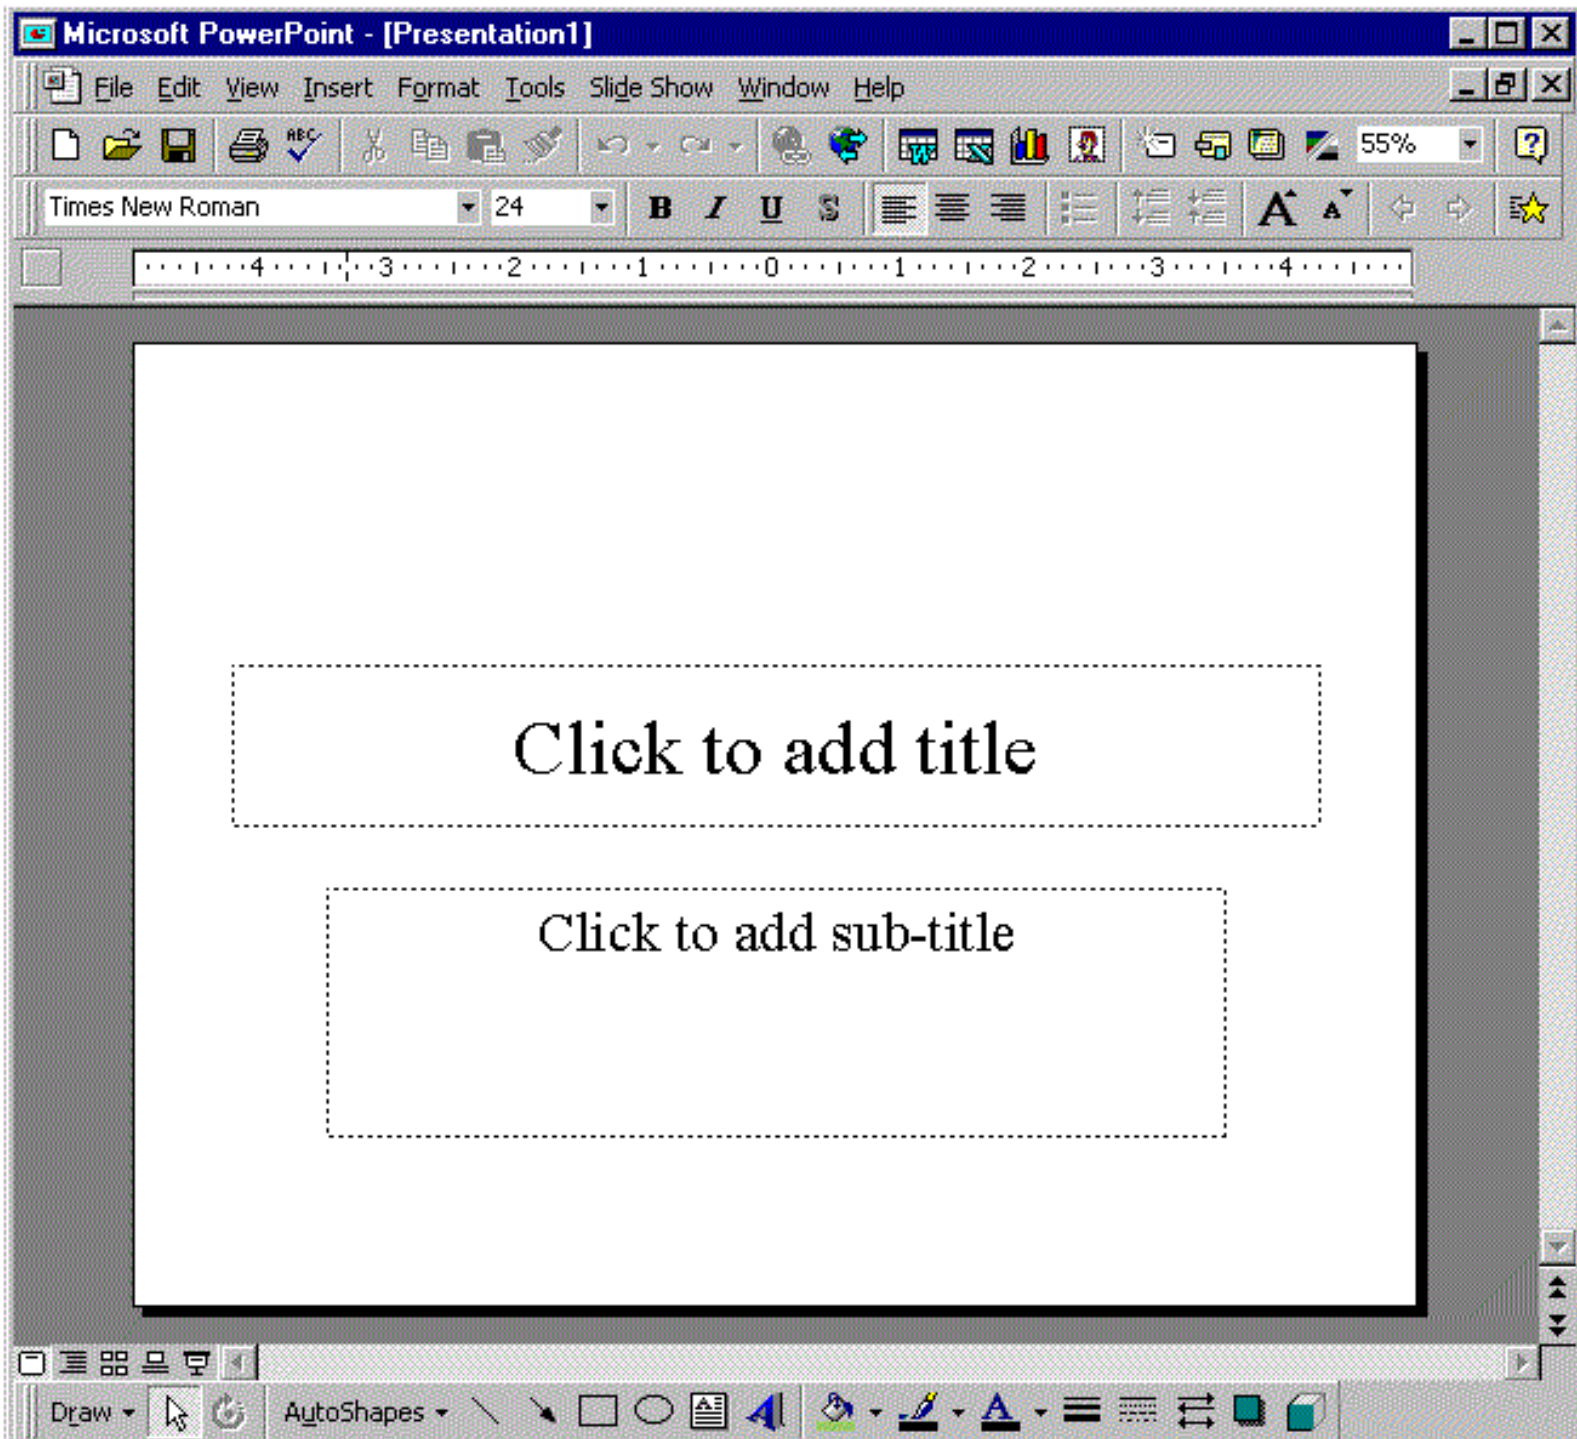 Microsoft PowerPoint - [Presentation1]
File Edit View Insert Format Tools Slide Show Window Help
ABC 55%
Times New Roman 24 B I U S A A
4 3 2 1 0 1 2 3 4
Click to add title
Click to add sub-title
Draw AutoShapes A A A